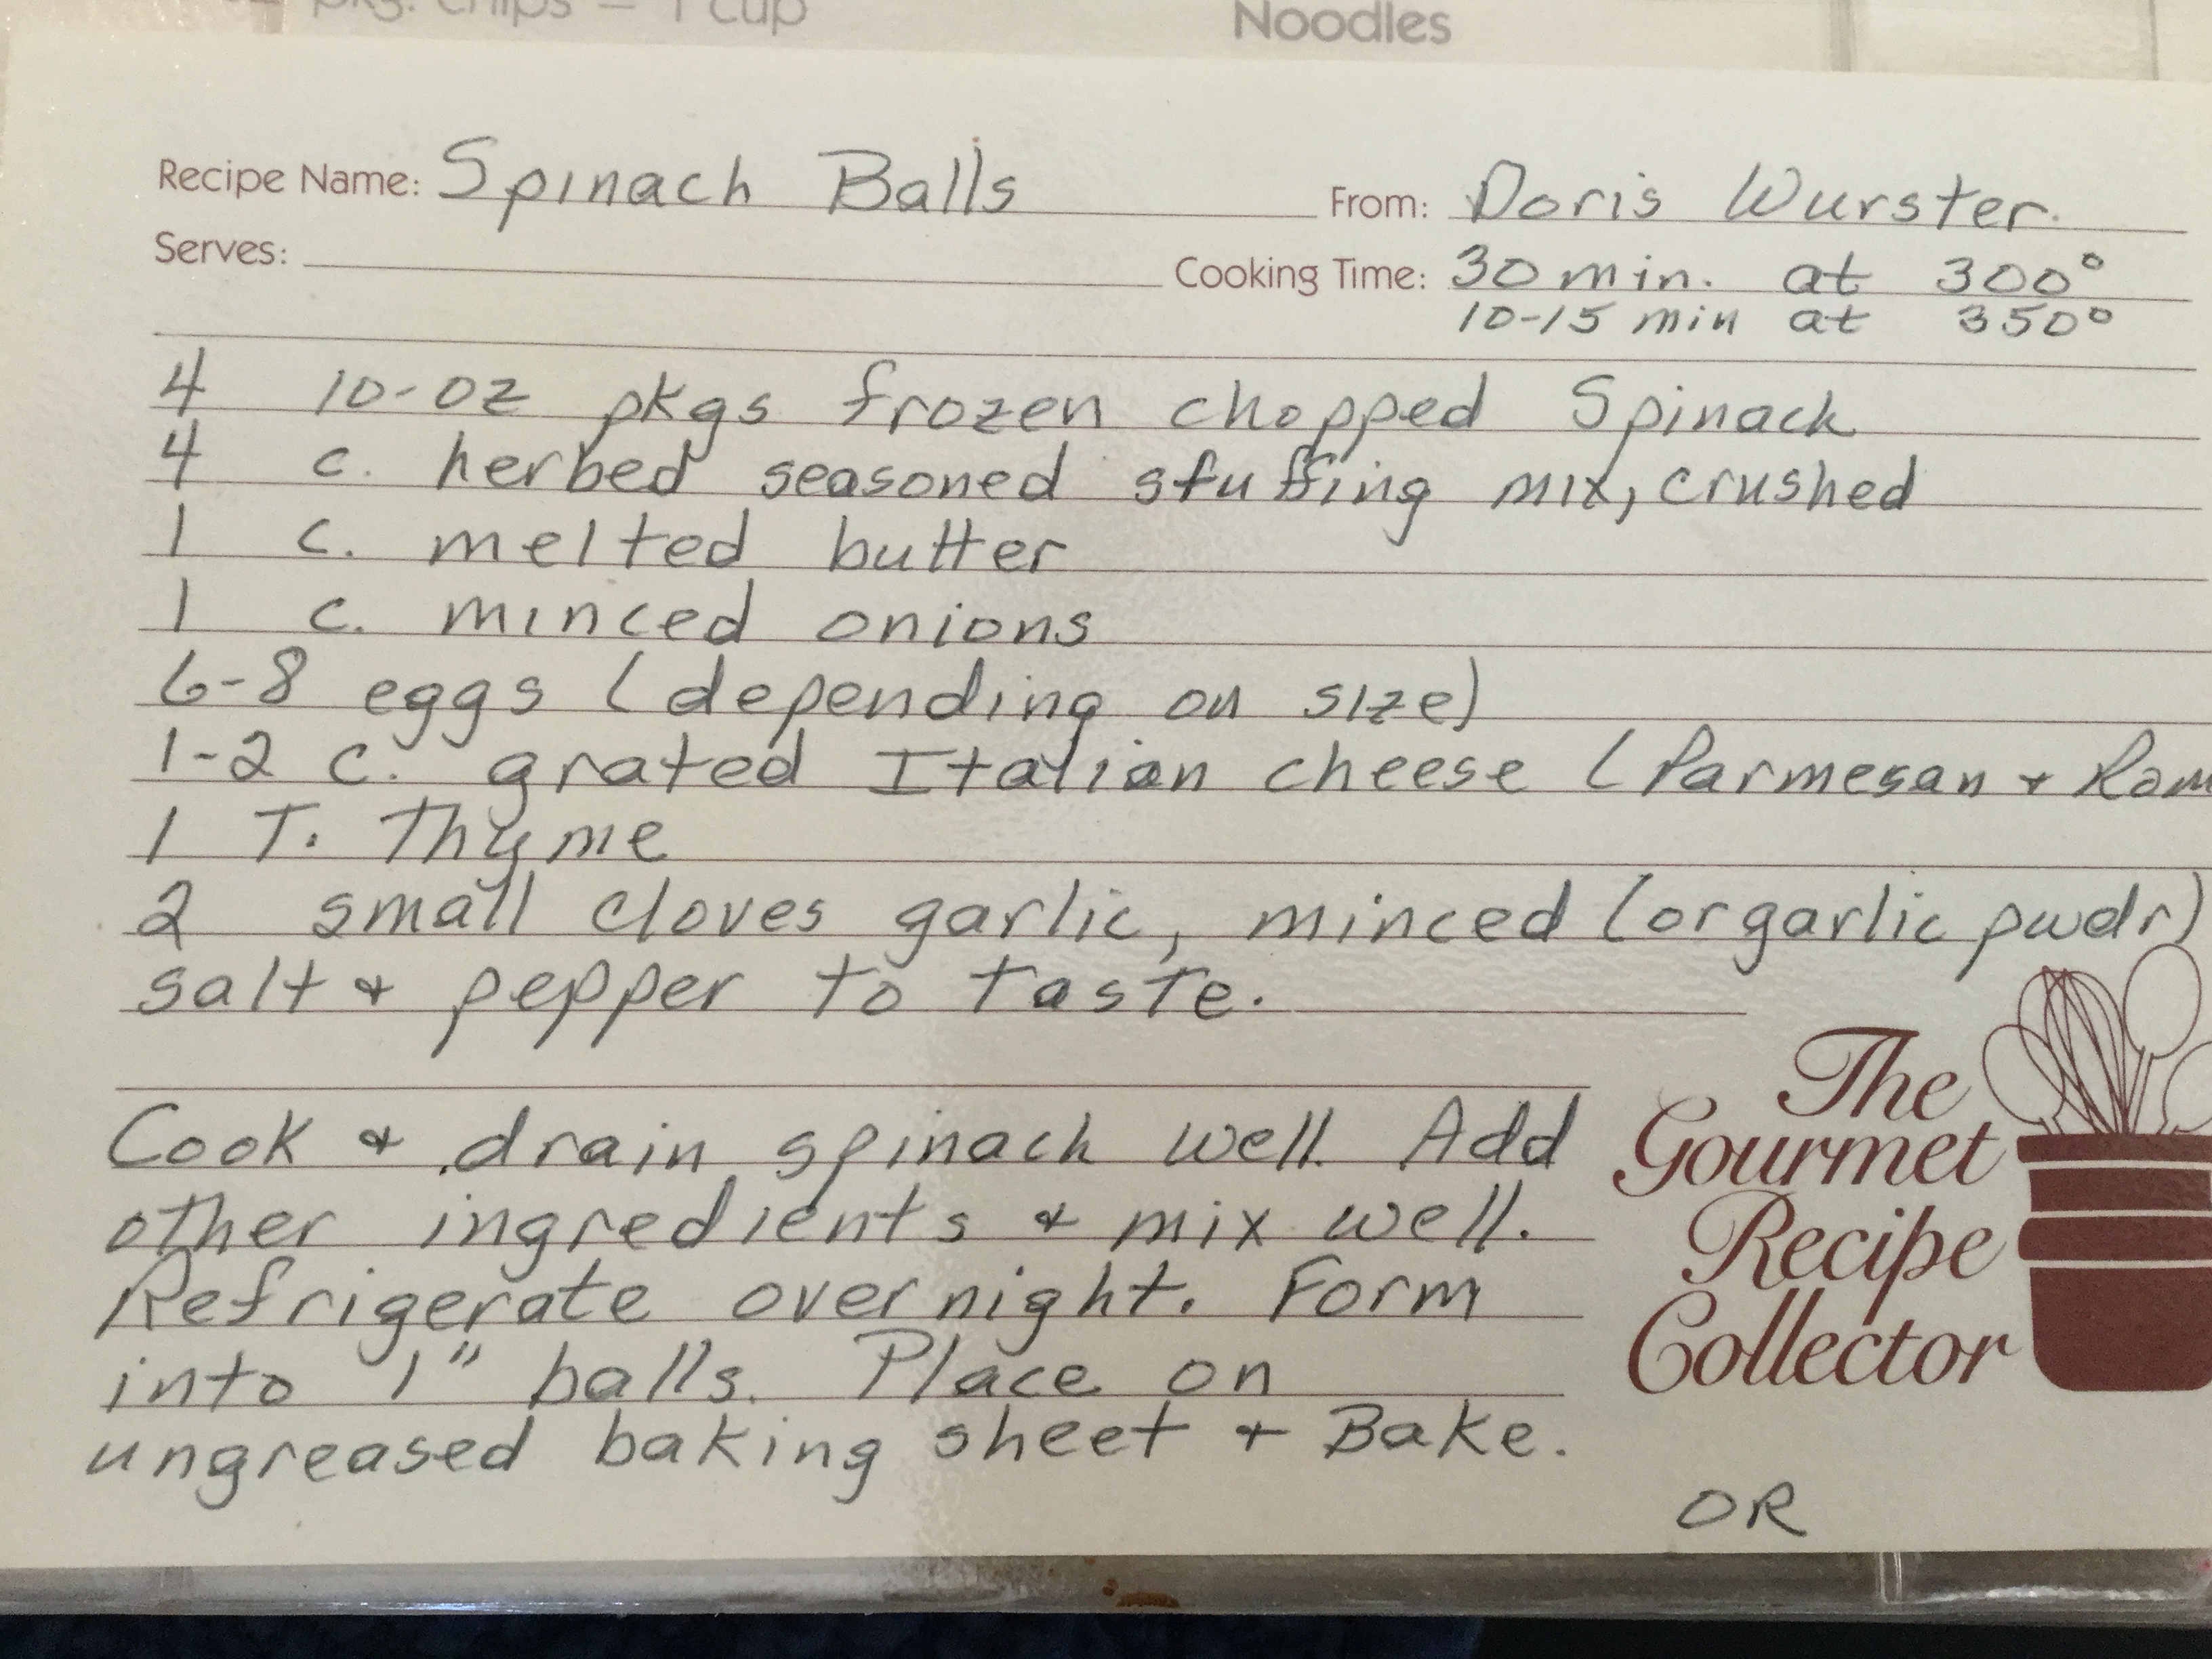 pkg. chips = 1 cup
Noodles
Recipe Name: Spinach Balls From: Doris Wurster.
Serves: Cooking Time: 30 min. at 300°
10-15 min at 350°
4 10-oz pkgs frozen chopped Spinack
4 c. herbed seasoned stuffing mix, crushed
1 c. melted butter
1 c. minced onions
6-8 eggs (depending on size)
1-2 c. grated Italian cheese (Parmesan + Rom
1 T. Thyme
2 small cloves garlic, minced (or garlic pwdr)
salt + pepper to taste.
Cook + drain spinach well. Add
other ingredients + mix well.
Refrigerate overnight. Form
into 1" balls. Place on
ungreased baking sheet + Bake.
OR
The
Gourmet
Recipe
Collector